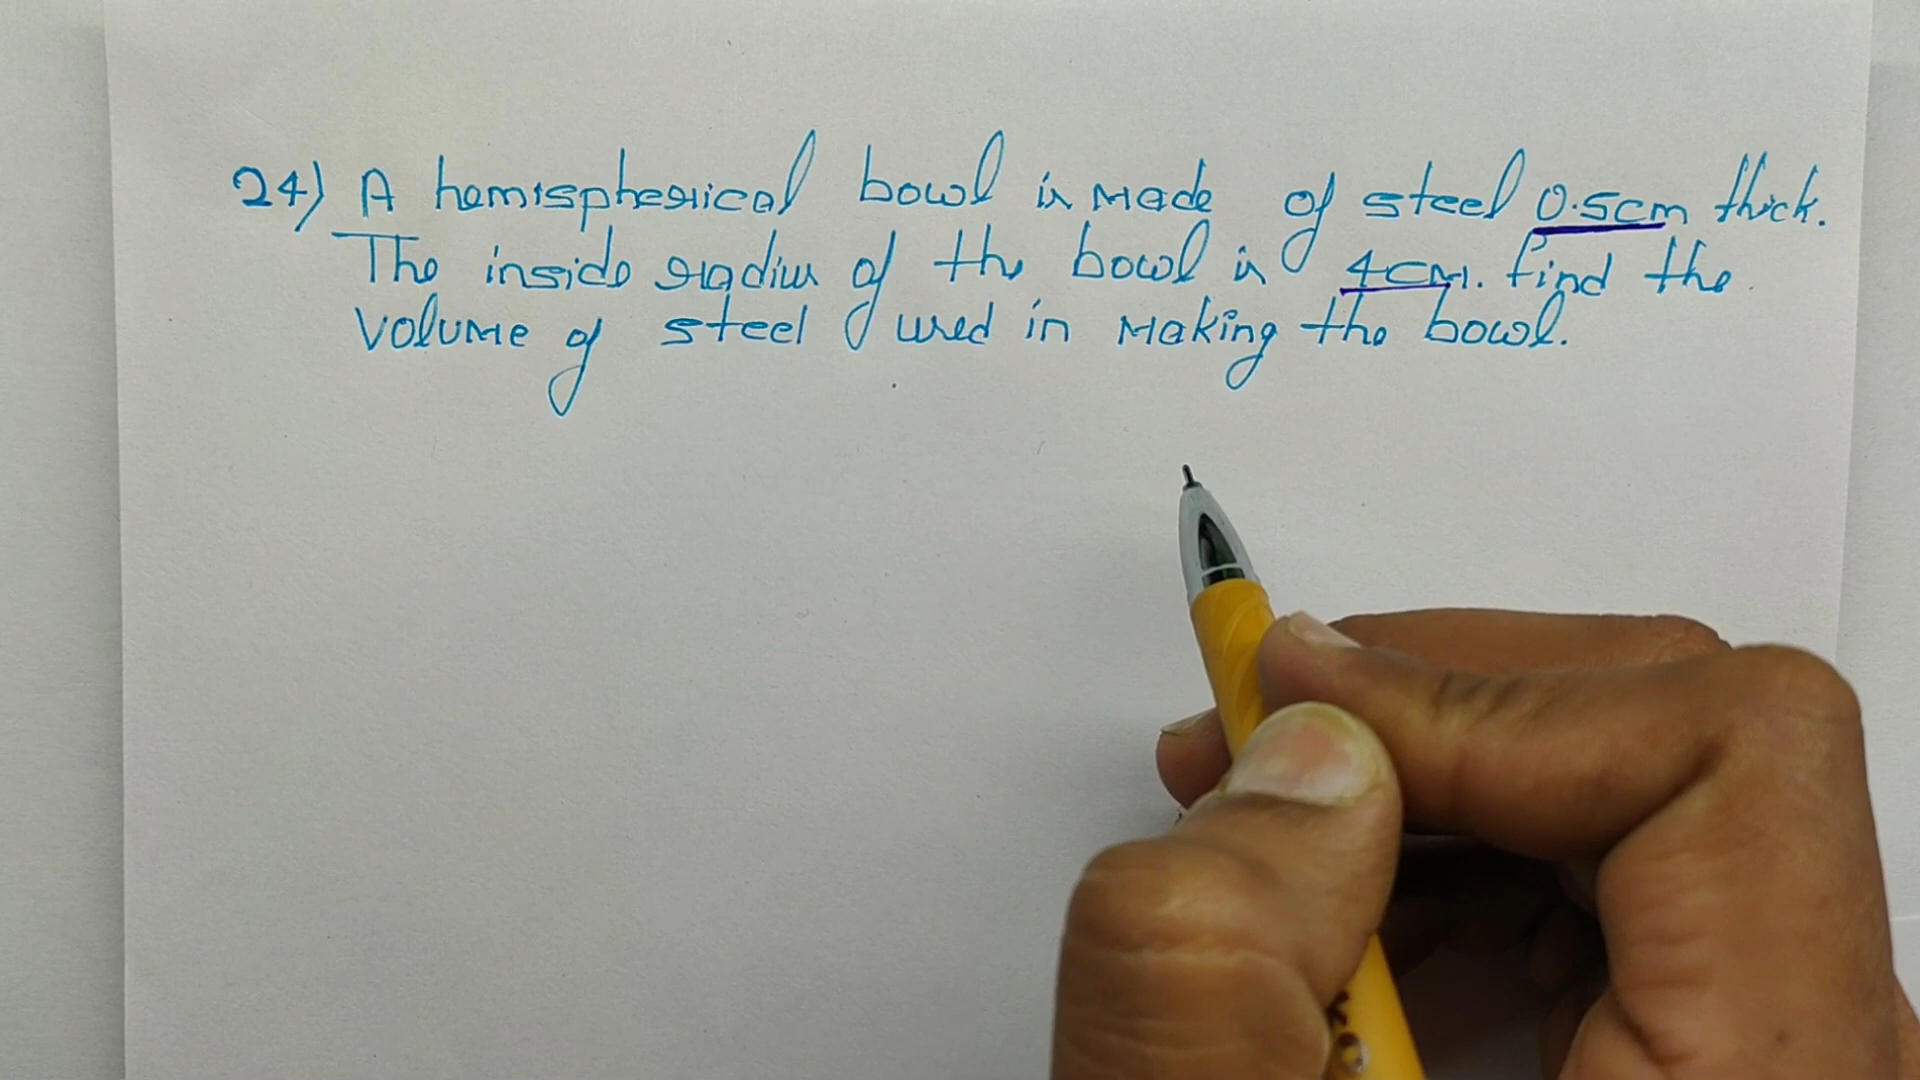 24) A hemispherical bowl is made of steel 0.5cm thick.
The inside radius of the bowl is 4cm. find the
volume of steel used in making the bowl.